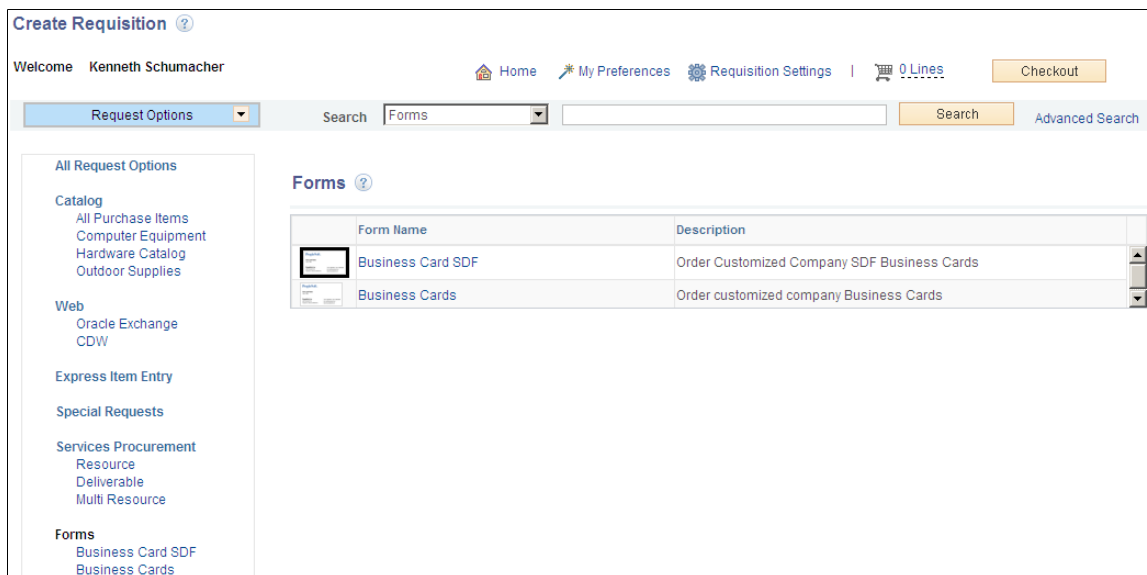 Create Requisition ?
Welcome Kenneth Schumacher
Home My Preferences Requisition Settings | 0 Lines Checkout
Request Options Search Forms Search Advanced Search
All Request Options
Catalog
All Purchase Items
Computer Equipment
Hardware Catalog
Outdoor Supplies
Web
Oracle Exchange
CDW
Express Item Entry
Special Requests
Services Procurement
Resource
Deliverable
Multi Resource
Forms
Business Card SDF
Business Cards
Forms ?
Form Name Description
Business Card SDF Order Customized Company SDF Business Cards
Business Cards Order customized company Business Cards